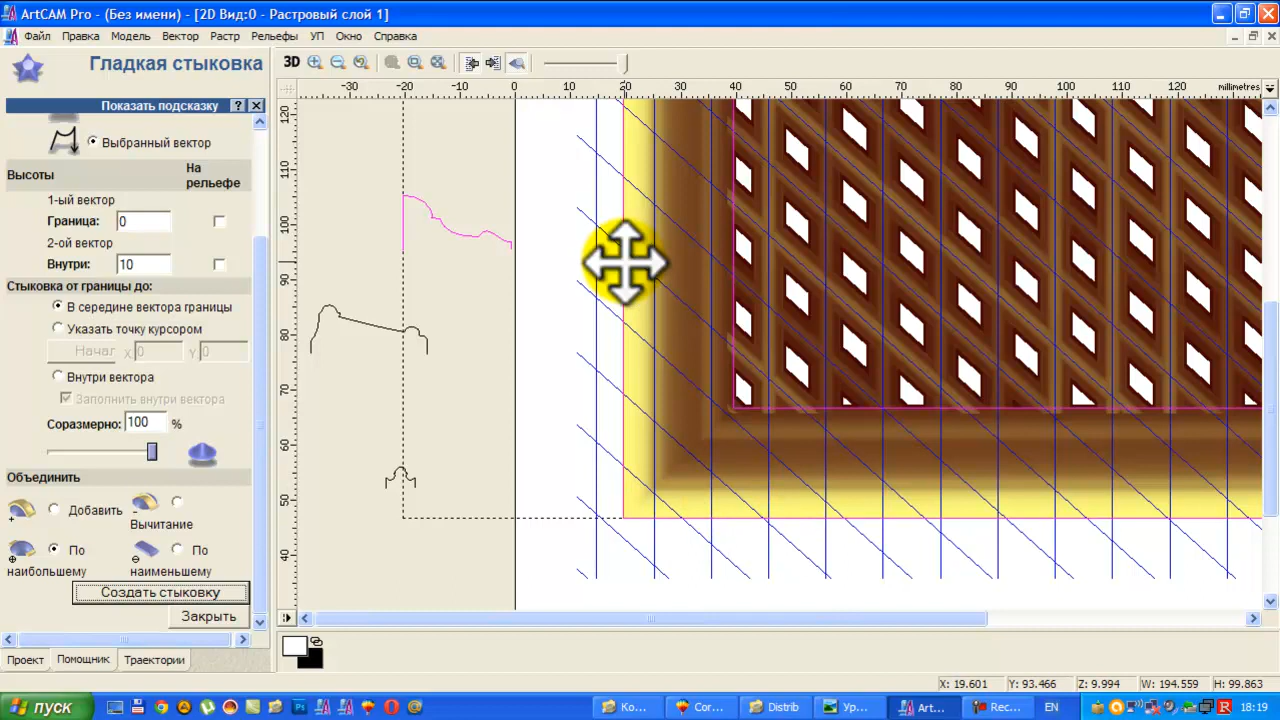 ArtCAM Pro - (Без имени) - [2D Вид:0 - Растровый слой 1]
Файл Правка Модель Вектор Растр Рельефы УП Окно Справка
Гладкая стыковка
3D
Показать подсказку ?
-30 -20 -10 0 10 20 30 40 50 60 70 80 90 100 110 120 millimetres
120
110
100
90
80
70
60
50
40
Выбранный вектор
Высоты На рельефе
1-ый вектор
Граница: 0
2-ой вектор
Внутри: 10
Стыковка от границы до:
В середине вектора границы
Указать точку курсором
Начал X 0 Y 0
Внутри вектора
Заполнить внутри вектора
Соразмерно: 100 %
Объединить
Добавить
Вычитание
По наибольшему
По наименьшему
Создать стыковку
Закрыть
Проект Помощник Траектории
X: 19.601 Y: 93.466 Z: 9.994 W: 194.559 H: 99.863
пуск Ко... Cor... Distrib Ур... Art... Rec... EN 18:19